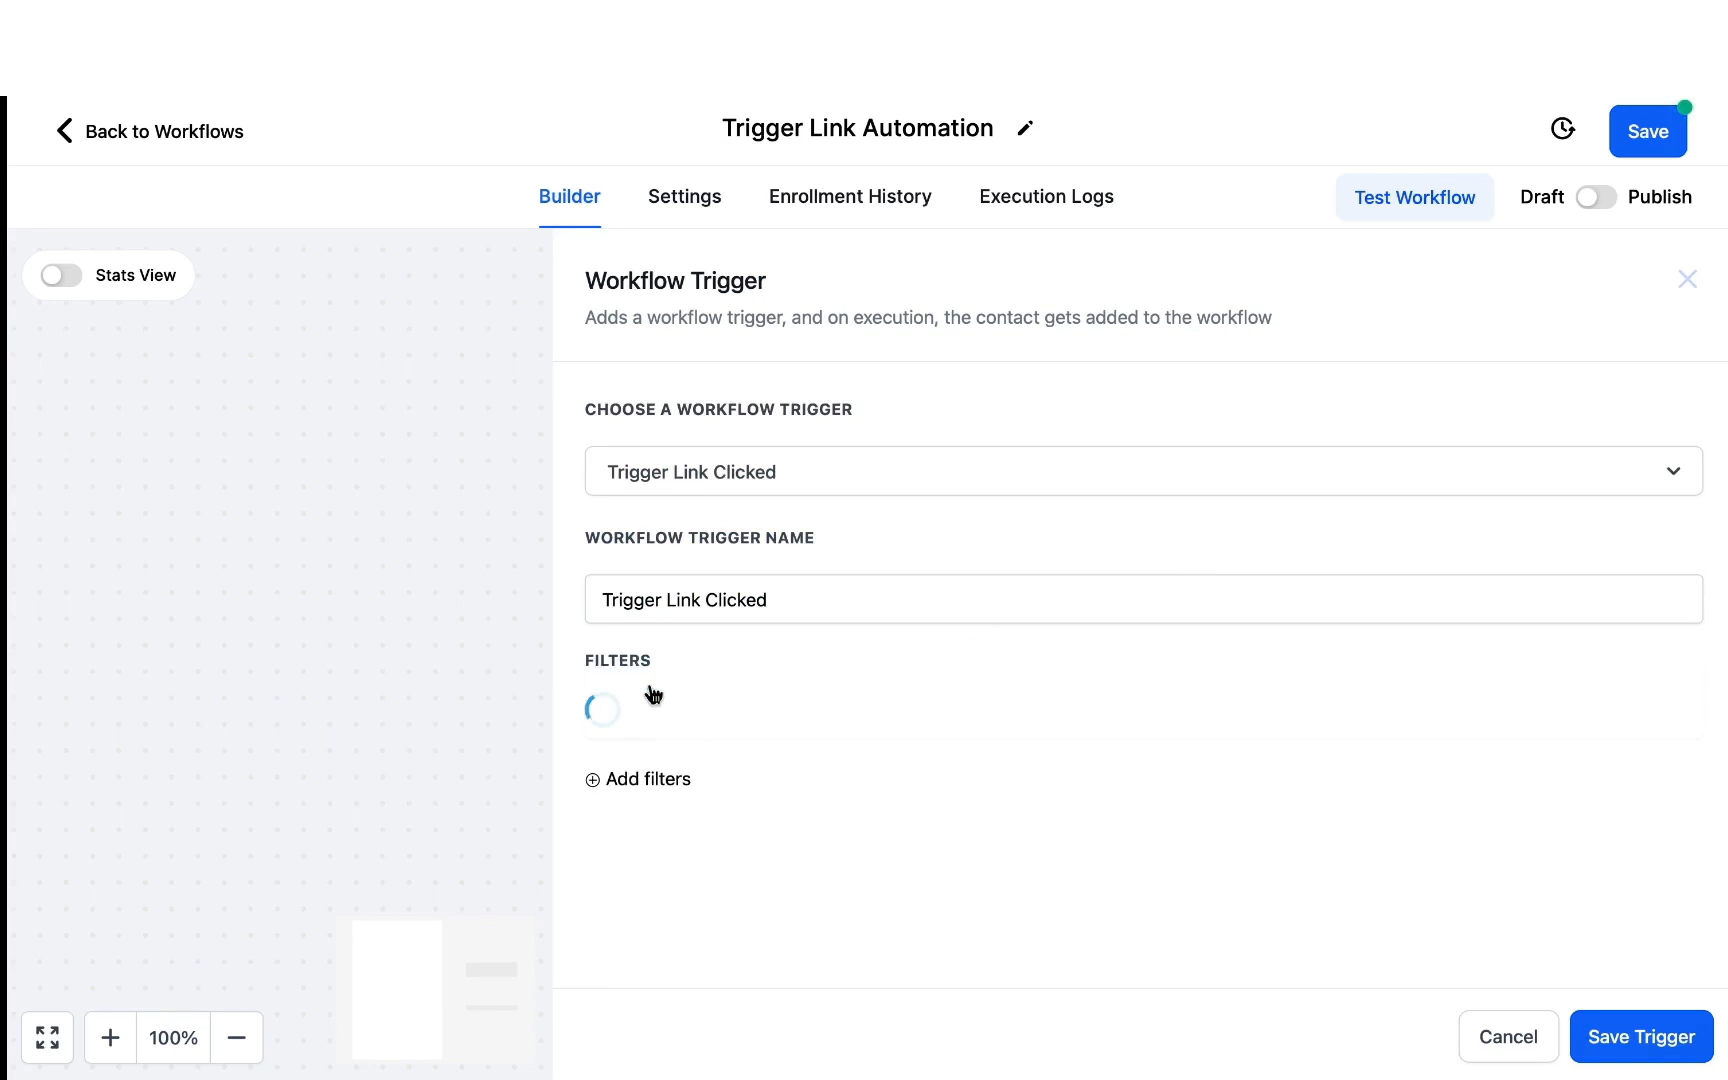 Back to Workflows
Trigger Link Automation
Save
Builder
Settings
Enrollment History
Execution Logs
Test Workflow
Draft
Publish
Stats View
Workflow Trigger
Adds a workflow trigger, and on execution, the contact gets added to the workflow
CHOOSE A WORKFLOW TRIGGER
Trigger Link Clicked
WORKFLOW TRIGGER NAME
Trigger Link Clicked
FILTERS
Add filters
100%
Cancel
Save Trigger